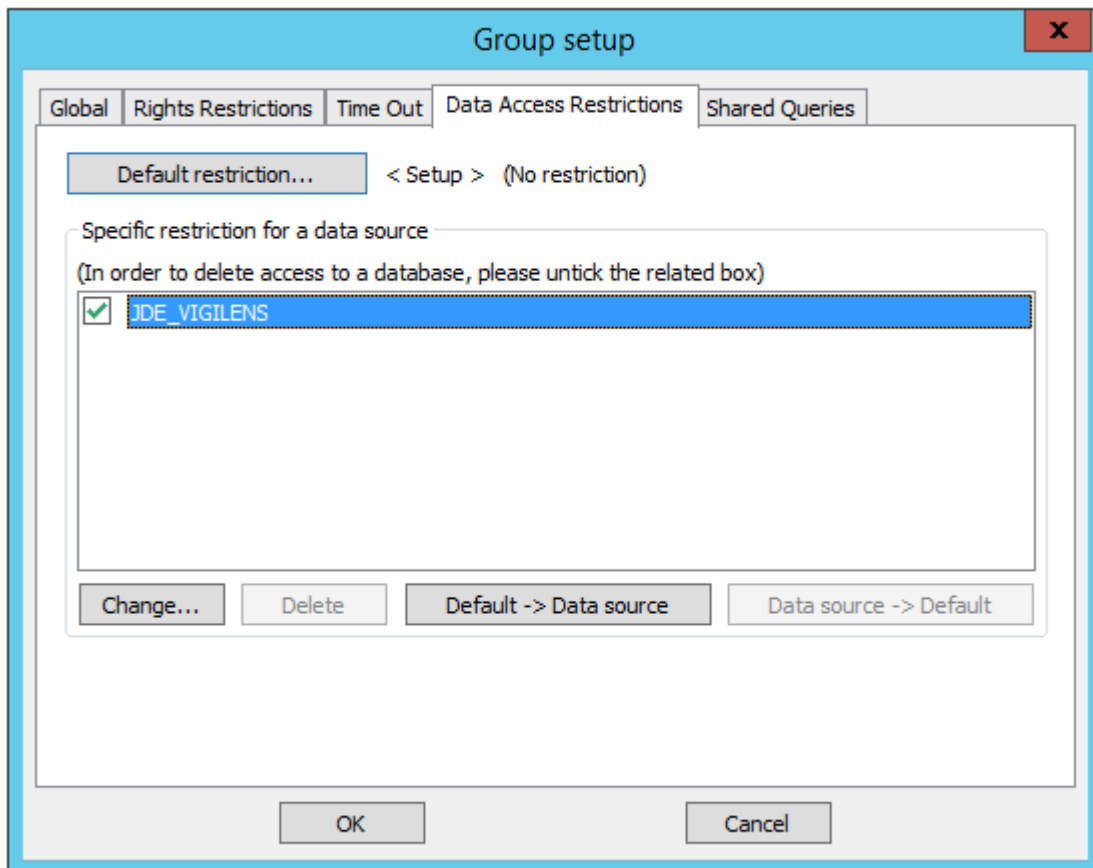 Group setup
x
Global Rights Restrictions Time Out Data Access Restrictions Shared Queries
Default restriction... < Setup > (No restriction)
Specific restriction for a data source
(In order to delete access to a database, please untick the related box)
JDE_VIGILENS
Change... Delete Default -> Data source Data source -> Default
OK Cancel